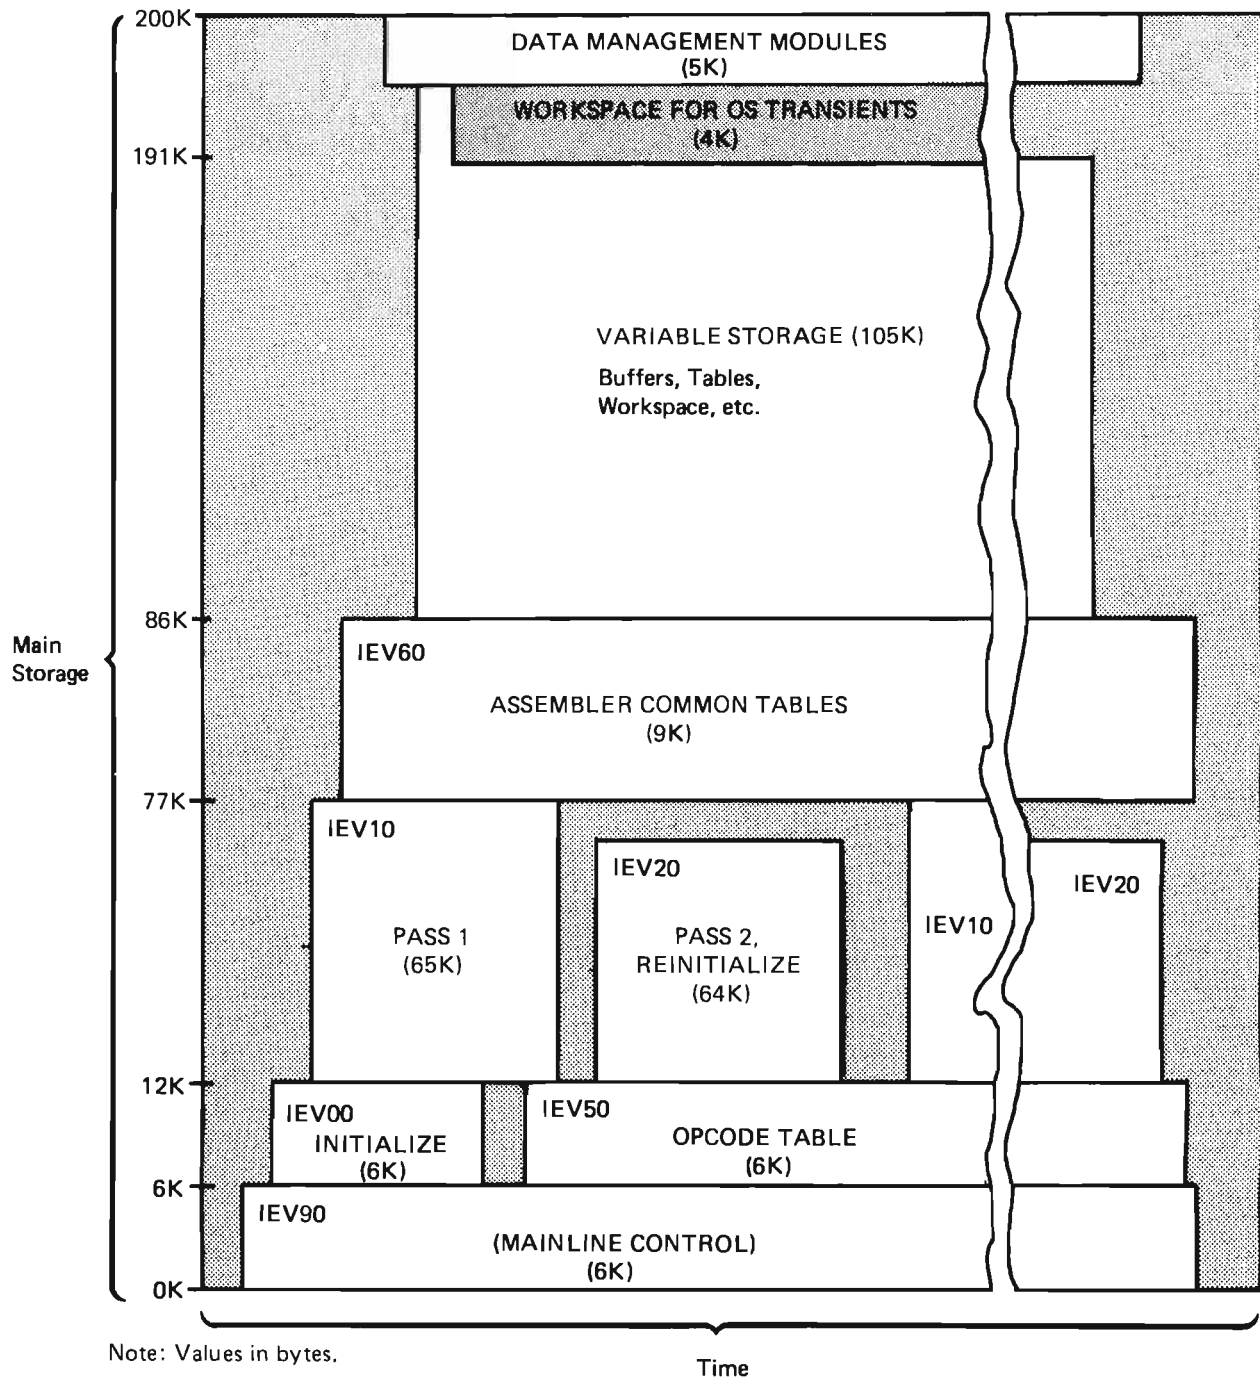 200K
DATA MANAGEMENT MODULES
(5K)
WORKSPACE FOR OS TRANSIENTS
(4K)
191K
VARIABLE STORAGE (105K)
Buffers, Tables,
Workspace, etc.
86K
Main
Storage
IEV60
ASSEMBLER COMMON TABLES
(9K)
77K
IEV10
PASS 1
(65K)
IEV20
PASS 2,
REINITIALIZE
(64K)
IEV10
IEV20
12K
IEV00
INITIALIZE
(6K)
IEV50
OPCODE TABLE
(6K)
6K
IEV90
(MAINLINE CONTROL)
(6K)
0K
Note: Values in bytes.
Time